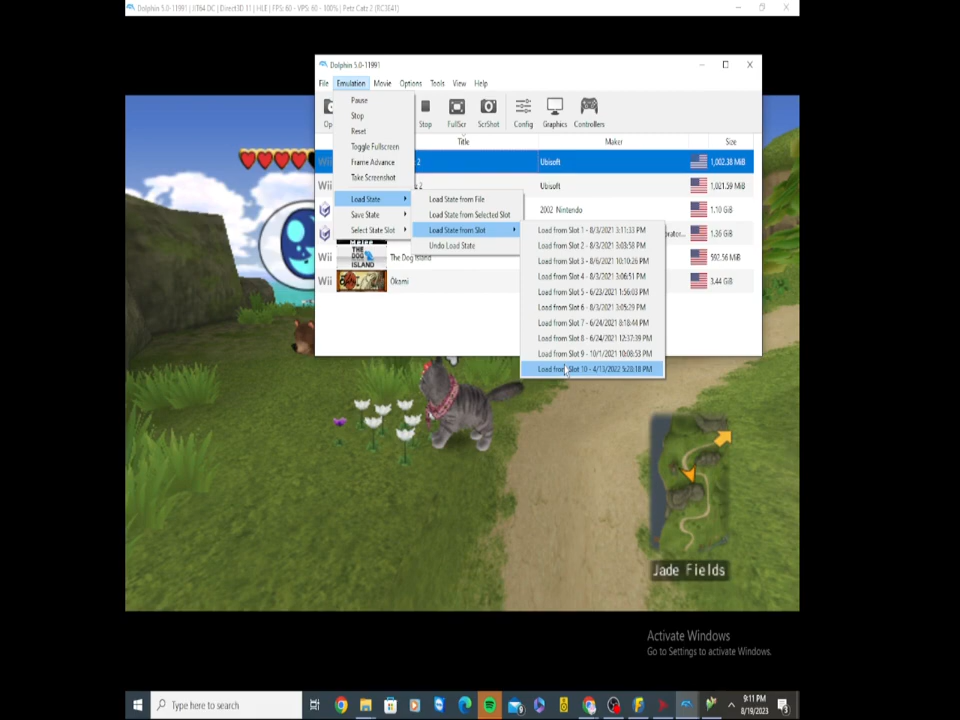 Dolphin 5.0-11991 | JIT64 DC | Direct3D 11 | HLE | FPS: 60 - VPS: 60 - 100% | Petz Catz 2 (RC3E41)
Dolphin 5.0-11991
File Emulation Movie Options Tools View Help
Pause
Stop
Reset
Toggle Fullscreen
Frame Advance
Take Screenshot
Load State
Save State
Select State Slot
Stop FullScr ScrShot Config Graphics Controllers
Title Maker Size
Wii 2 Ubisoft 1,002.38 MiB
Wii 2 Ubisoft 1,021.59 MiB
2002 Nintendo 1.10 GiB
1.36 GiB
Wii THE DOG ISLAND The Dog Island 592.56 MiB
Wii Okami 3.44 GiB
Load State from File
Load State from Selected Slot
Load State from Slot
Undo Load State
Load from Slot 1 - 8/3/2021 3:11:33 PM
Load from Slot 2 - 8/3/2021 3:03:58 PM
Load from Slot 3 - 8/6/2021 10:10:26 PM
Load from Slot 4 - 8/3/2021 3:06:51 PM
Load from Slot 5 - 6/23/2021 1:56:03 PM
Load from Slot 6 - 8/3/2021 3:05:29 PM
Load from Slot 7 - 6/24/2021 8:18:44 PM
Load from Slot 8 - 6/24/2021 12:37:39 PM
Load from Slot 9 - 10/1/2021 10:08:53 PM
Load from Slot 10 - 4/13/2022 5:20:18 PM
Jade Fields
Activate Windows
Go to Settings to activate Windows.
Type here to search
9:11 PM
8/19/2023